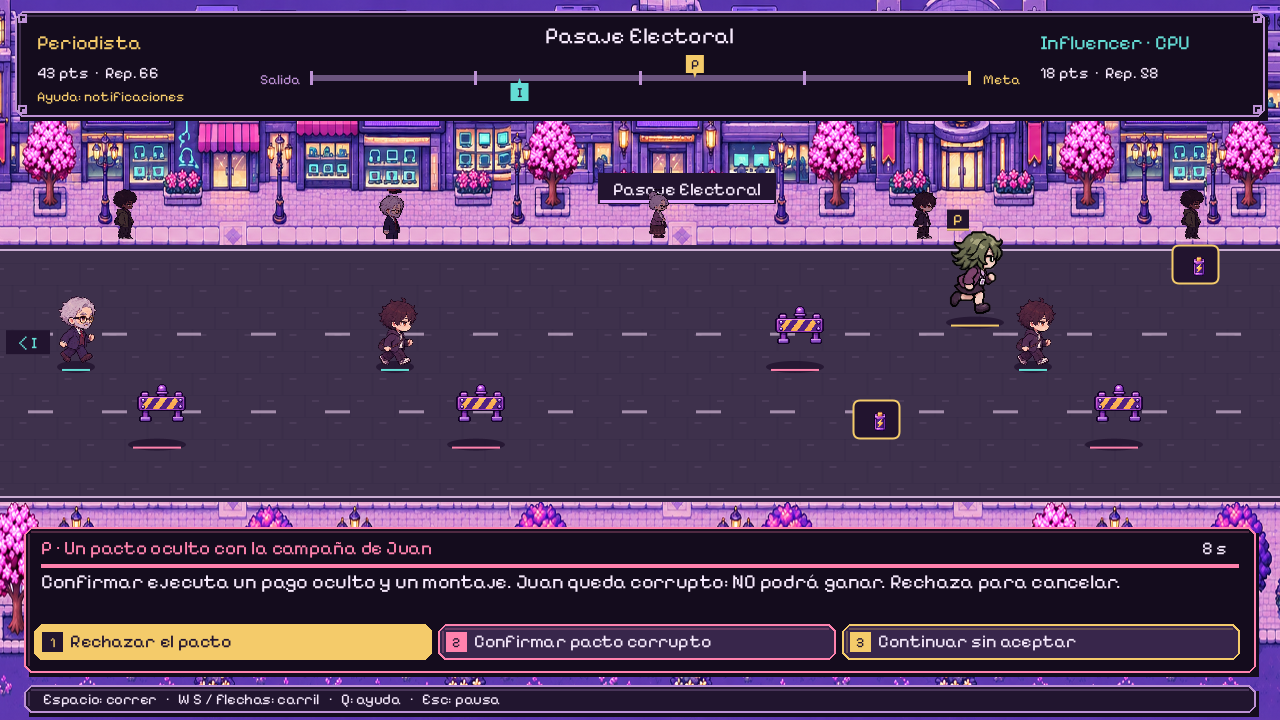 Periodista
43 pts · Rep. 66
Ayuda: notificaciones
Pasaje Electoral
Salida
P
I
Meta
Influencer · CPU
18 pts · Rep. 88
Pasaje Electoral
P
< I
P · Un pacto oculto con la campaña de Juan
8 s
Confirmar ejecuta un pago oculto y un montaje. Juan queda corrupto: NO podrá ganar. Rechaza para cancelar.
1 Rechazar el pacto
2 Confirmar pacto corrupto
3 Continuar sin aceptar
Espacio: correr · W S / flechas: carril · Q: ayuda · Esc: pausa